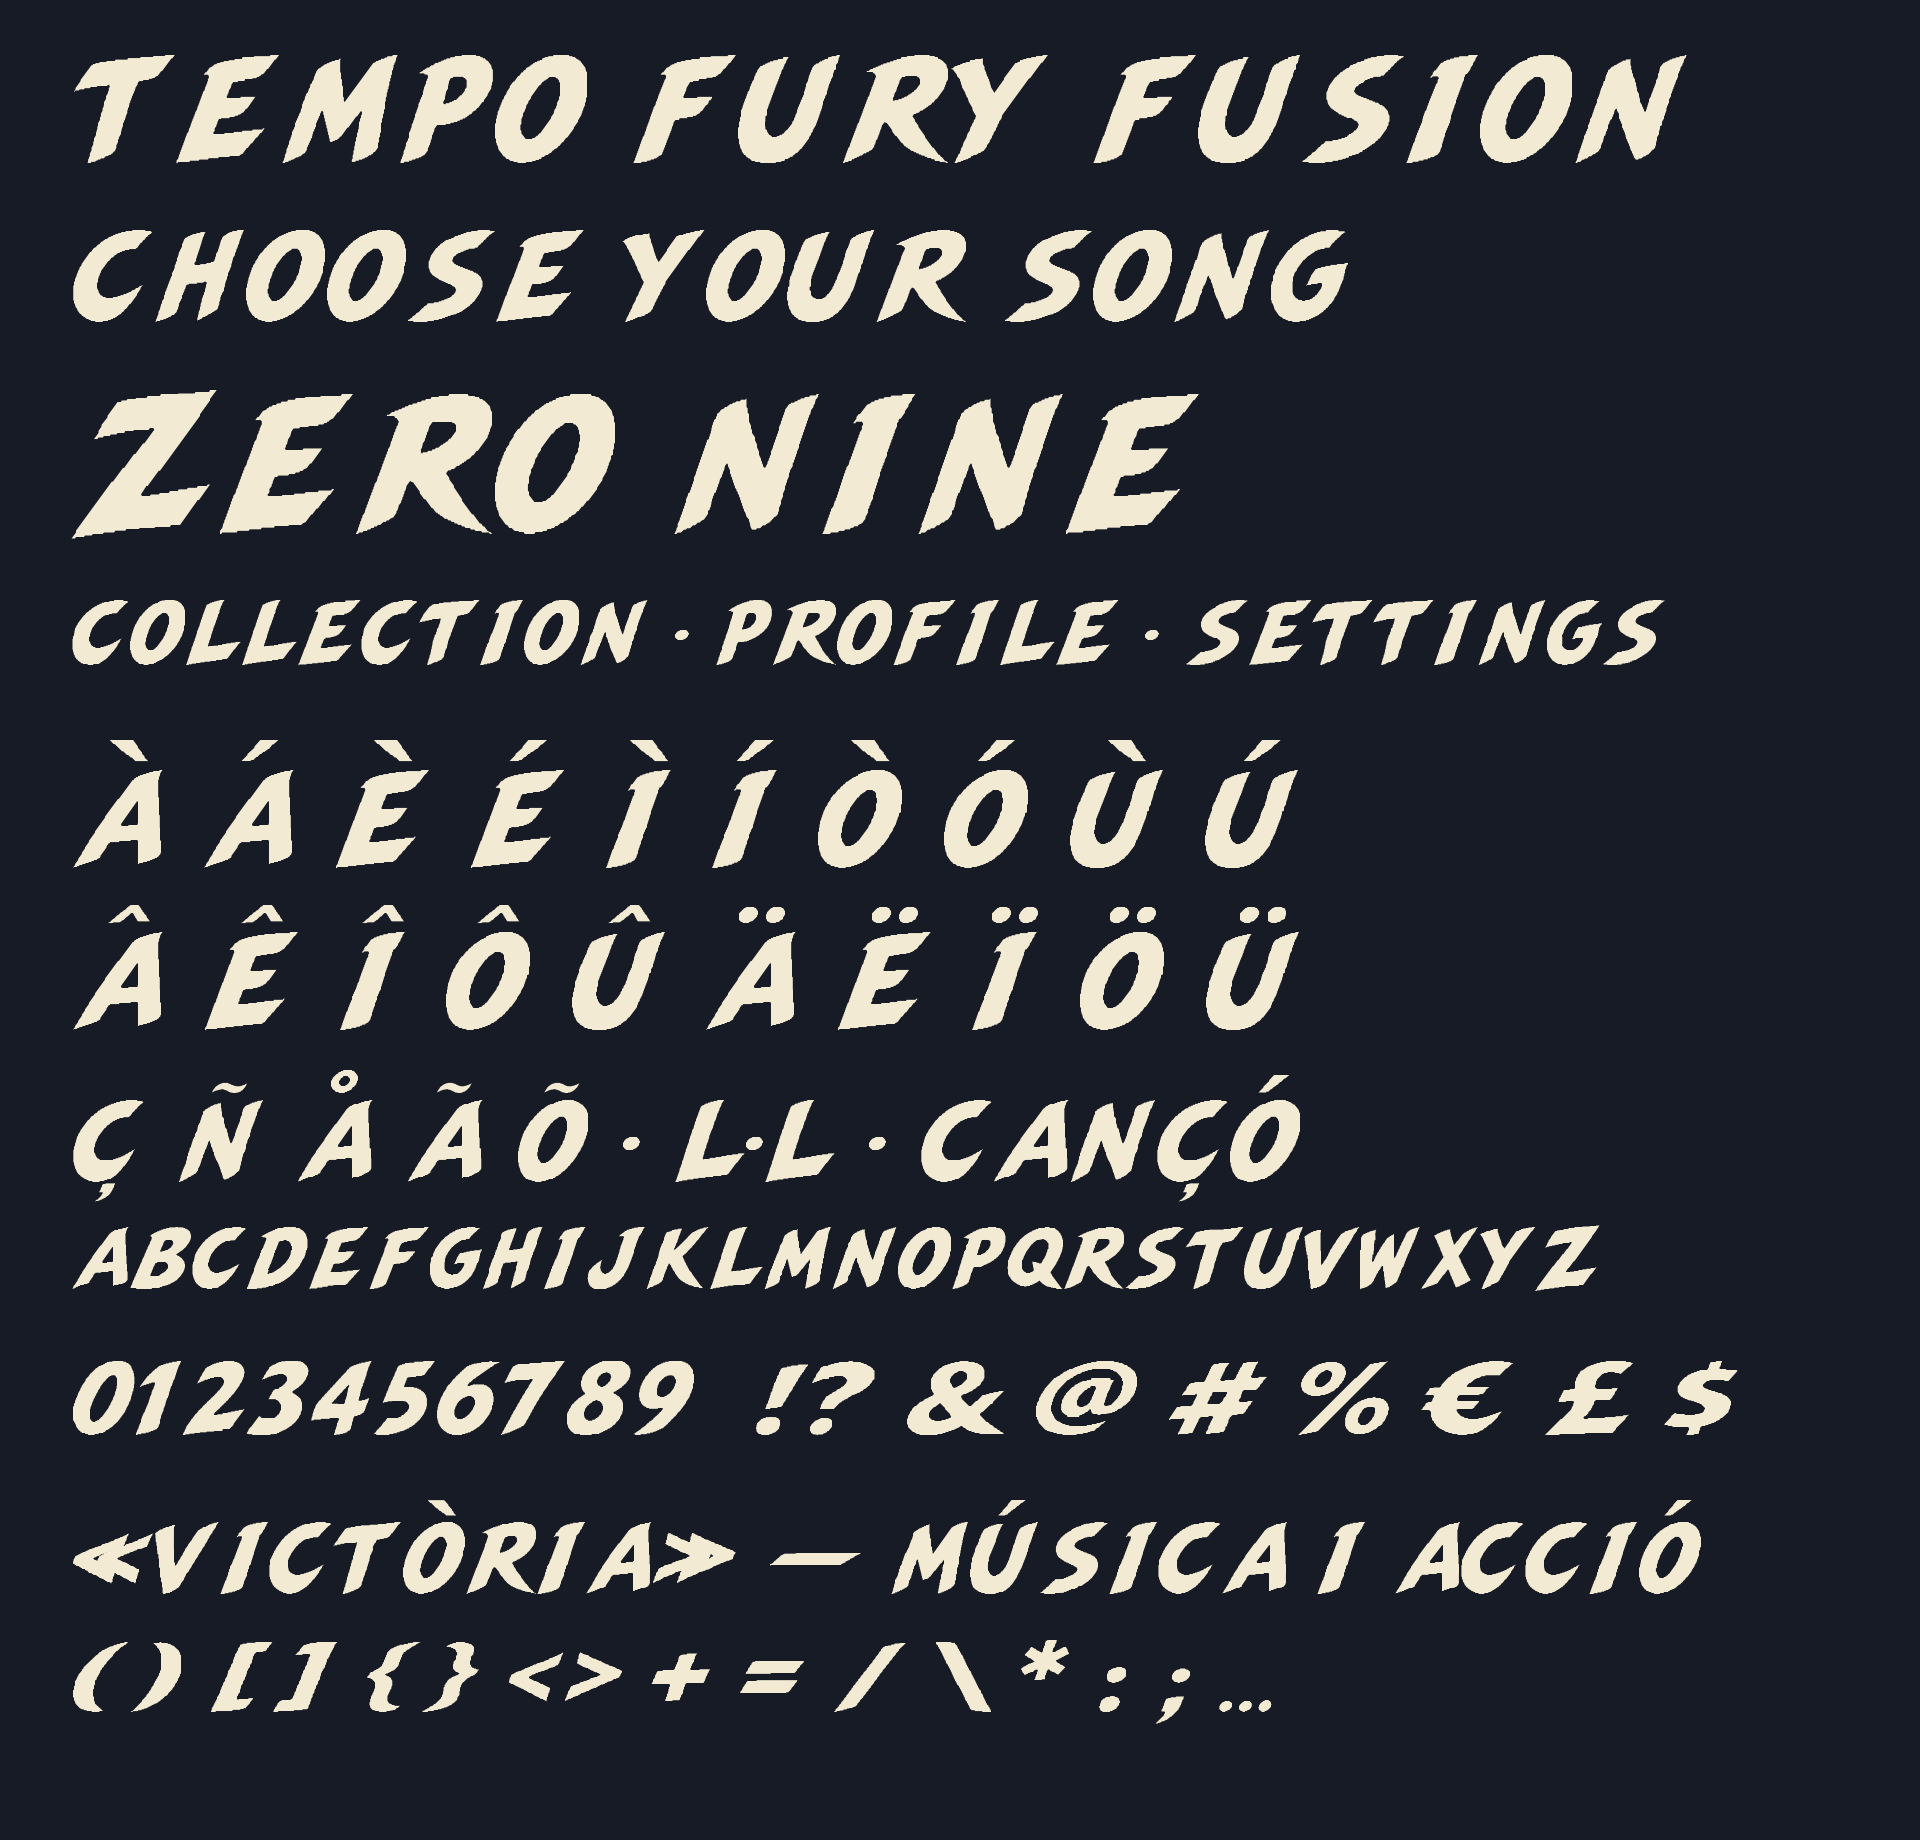 TEMPO FURY FUSION
CHOOSE YOUR SONG
ZERO NINE
COLLECTION · PROFILE · SETTINGS
À Á È É Ì Í Ò Ó Ù Ú
Â Ê Î Ô Û Ä Ë Ï Ö Ü
Ç Ñ Å Ã Õ · L·L · CANÇÓ
ABCDEFGHIJKLMNOPQRSTUVWXYZ
0123456789 !? & @ # % € £ $
«VICTÒRIA» — MÚSICA I ACCIÓ
() [] {} <> + = / \ * : ; …